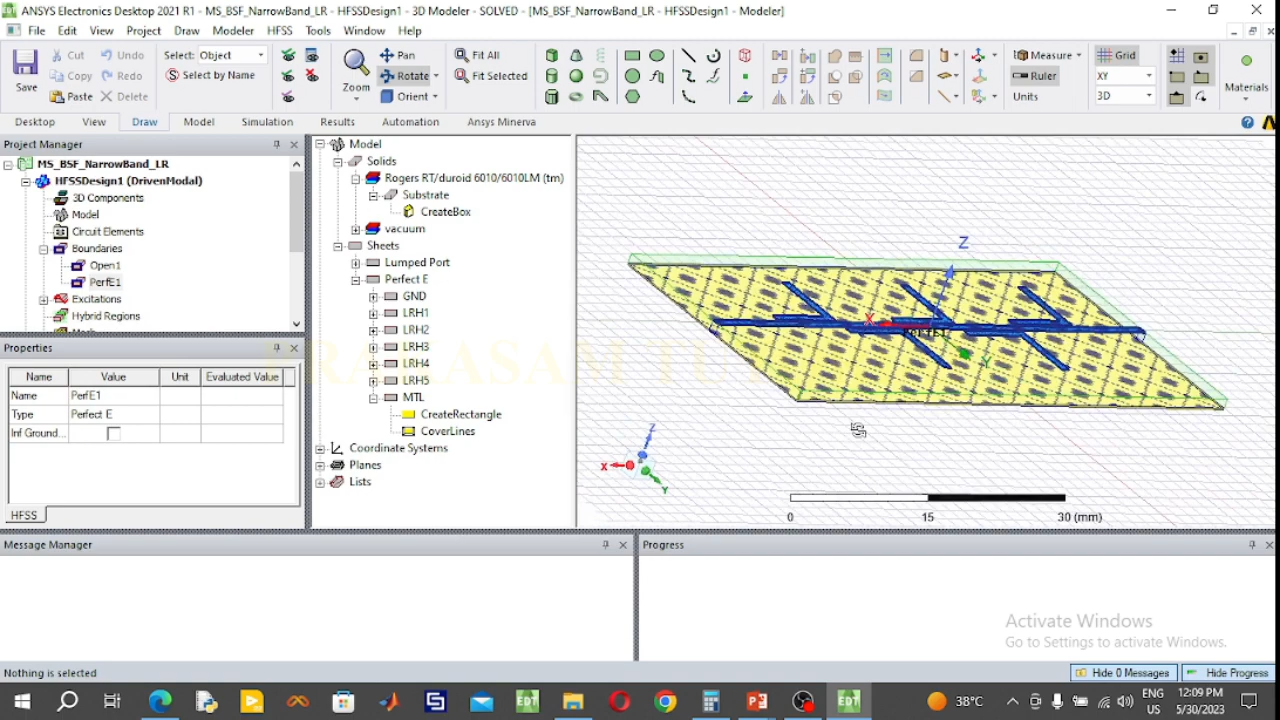 ANSYS Electronics Desktop 2021 R1 - MS_BSF_NarrowBand_LR - HFSSDesign1 - 3D Modeler - SOLVED - [MS_BSF_NarrowBand_LR - HFSSDesign1 - Modeler]
File Edit View Project Draw Modeler HFSS Tools Window Help
Save Cut Copy Paste Undo Redo Delete
Select: Object
Select by Name
Zoom Pan Rotate Orient Fit All Fit Selected
Measure Ruler Units Grid XY 3D Materials
Desktop View Draw Model Simulation Results Automation Ansys Minerva
Project Manager
MS_BSF_NarrowBand_LR
HFSSDesign1 (DrivenModal)
3D Components
Model
Circuit Elements
Boundaries
Open1
PerfE1
Excitations
Hybrid Regions
Properties
Name Value Unit Evaluated Value
Name PerfE1
Type Perfect E
Inf Ground...
HFSS
Model
Solids
Rogers RT/duroid 6010/6010LM (tm)
Substrate
CreateBox
vacuum
Sheets
Lumped Port
Perfect E
GND
LRH1
LRH2
LRH3
LRH4
LRH5
MTL
CreateRectangle
CoverLines
Coordinate Systems
Planes
Lists
Z
X
Y
Z
X
Y
0 15 30 (mm)
Message Manager
Progress
Activate Windows
Go to Settings to activate Windows.
Nothing is selected
Hide 0 Messages Hide Progress
38°C
ENG
US
12:09 PM
5/30/2023